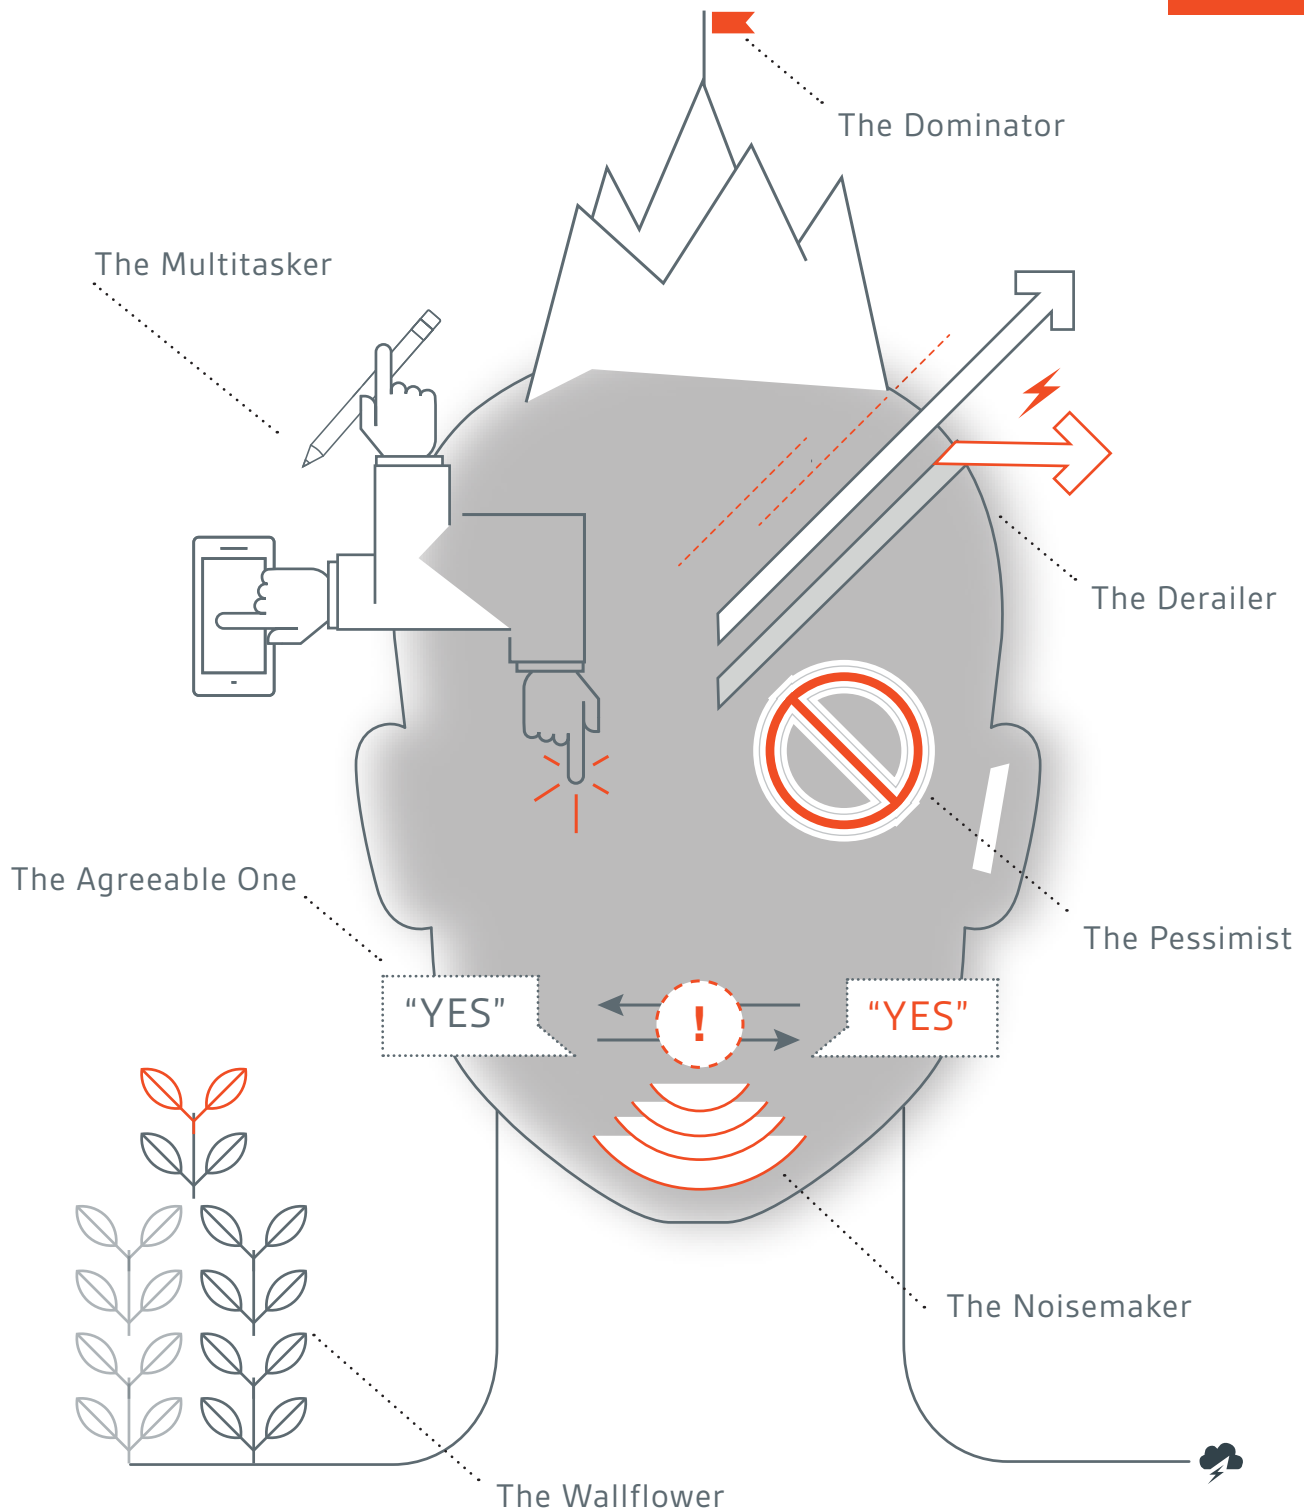 The Dominator
The Multitasker
The Derailer
The Agreeable One
The Pessimist
“YES”
!
“YES”
The Noisemaker
The Wallflower